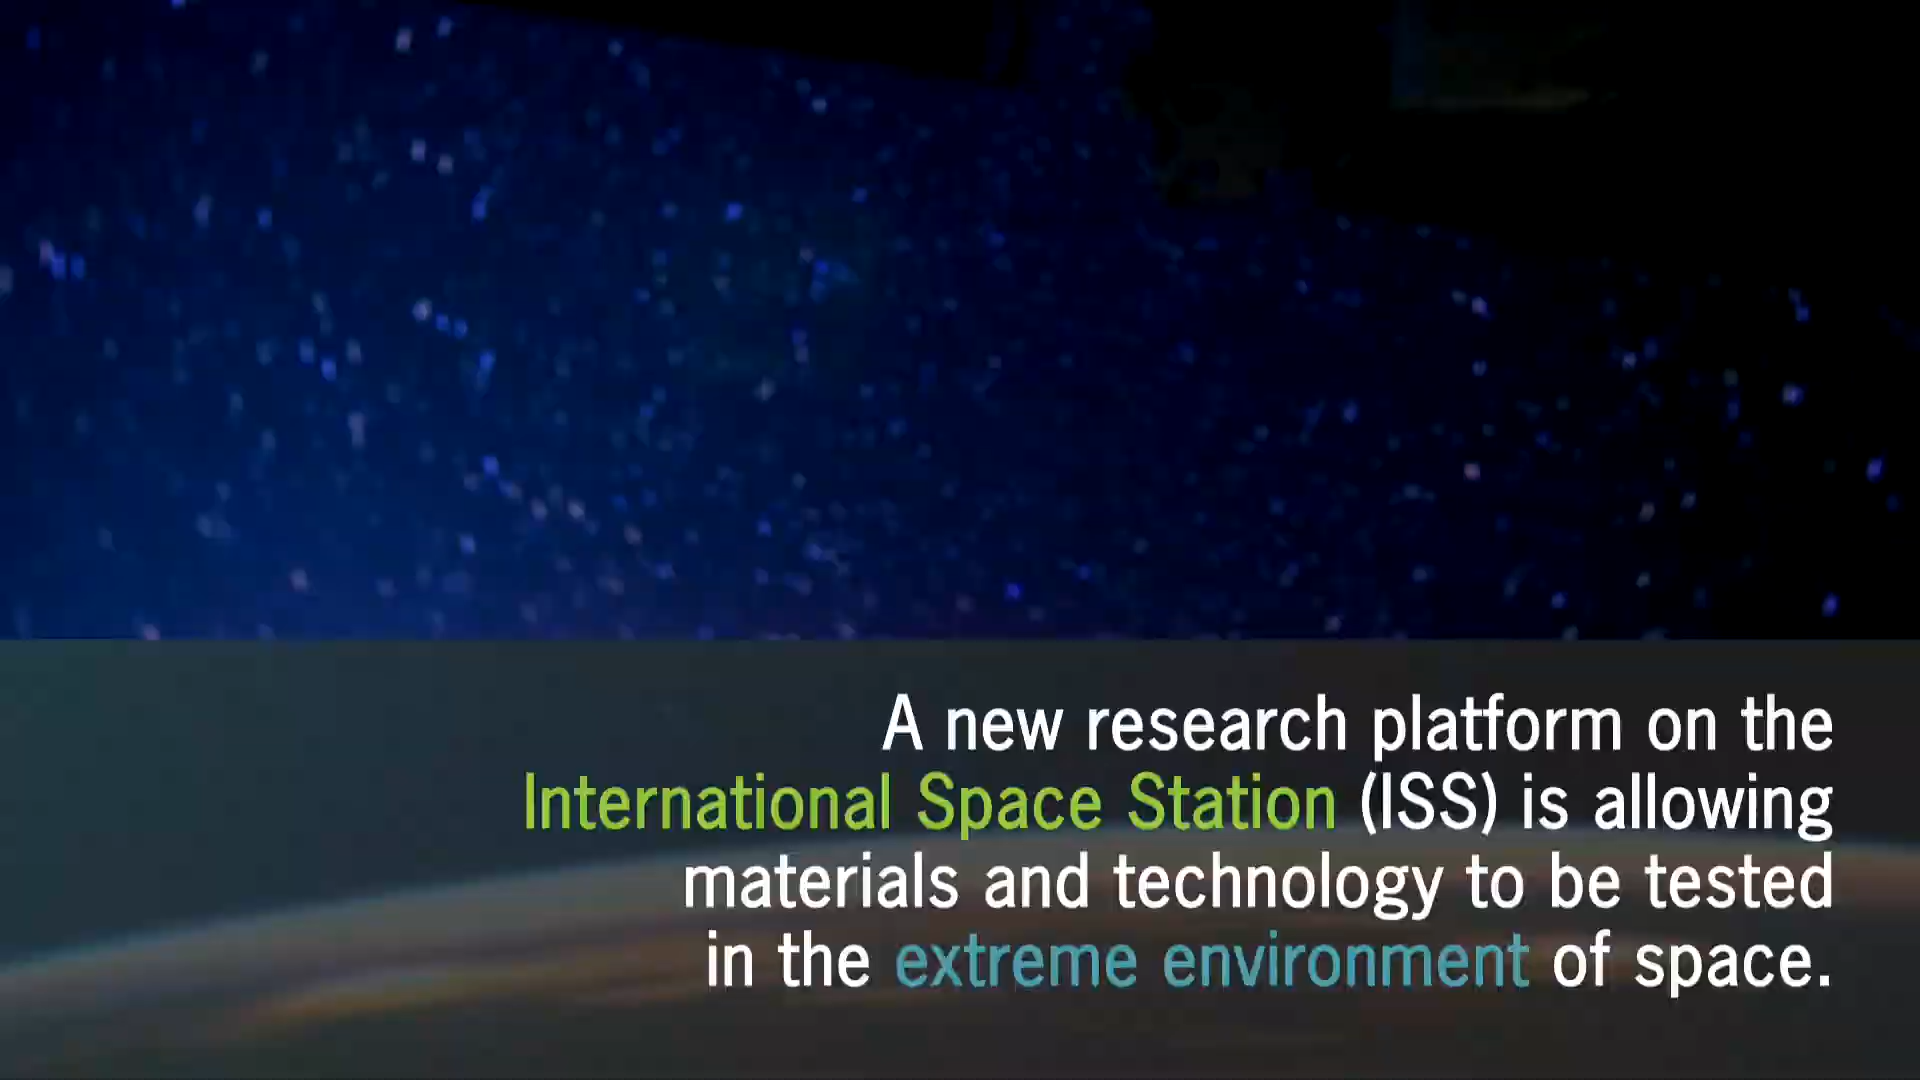 A new research platform on the
International Space Station (ISS) is allowing
materials and technology to be tested
in the extreme environment of space.